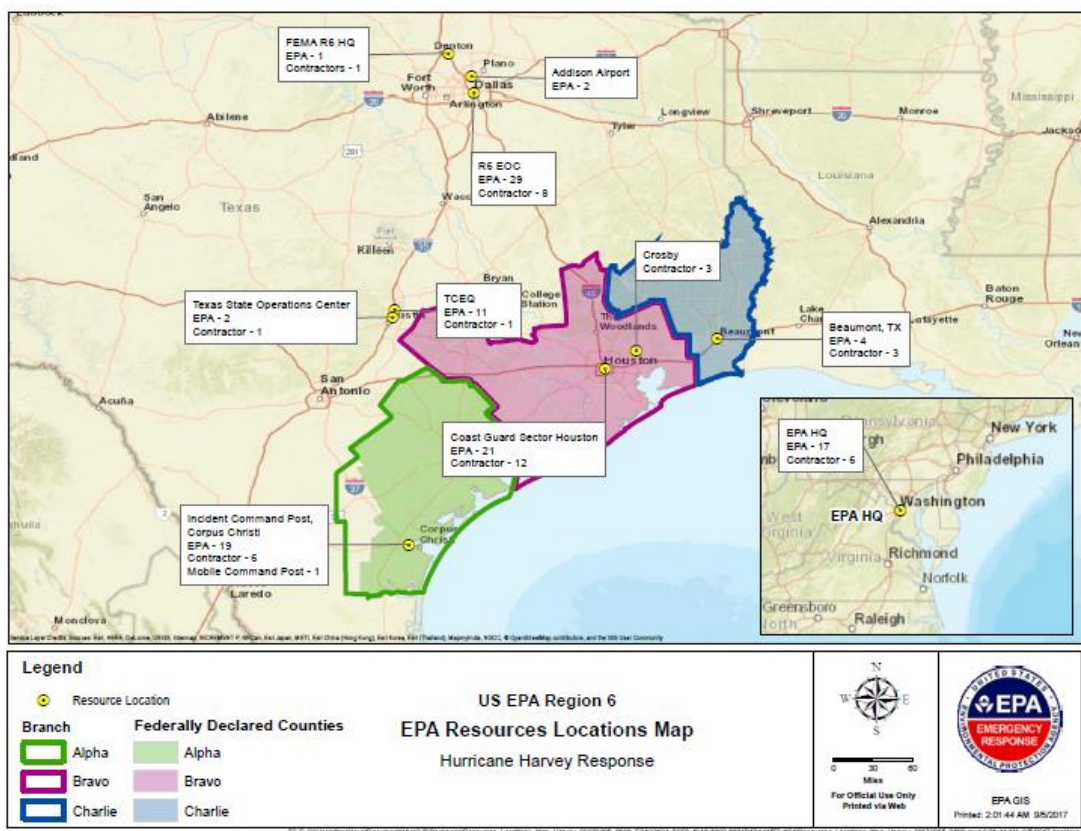 FEMA R6 HQ
EPA - 1
Contractors - 1
Denton
Plano
Fort
Worth
Dallas
Arlington
Addison Airport
EPA - 2
Abilene
Tyler
Longview
Shreveport
Monroe
Mississippi
R6 EOC
EPA - 29
Contractor - 8
San
Angelo
Texas
Louisiana
Alexandria
Killeen
Bryan
College
Station
Crosby
Contractor - 3
Texas State Operations Center
EPA - 2
Contractor - 1
TCEQ
EPA - 11
Contractor - 1
Woodlands
Beaumont
Baton
Rouge
Beaumont, TX
EPA - 4
Contractor - 3
Houston
San
Antonio
Acuña
Coast Guard Sector Houston
EPA - 21
Contractor - 12
Incident Command Post,
Corpus Christi
EPA - 19
Contractor - 6
Mobile Command Post - 1
Corpus
Laredo
Monclova
EPA HQ
EPA - 17
Contractor - 6
New York
Philadelphia
Washington
EPA HQ
West
Virginia
Virginia
Richmond
Norfolk
Greensboro
Raleigh
Legend
Resource Location
Branch
Federally Declared Counties
Alpha
Alpha
Bravo
Bravo
Charlie
Charlie
US EPA Region 6
EPA Resources Locations Map
Hurricane Harvey Response
N
W
E
S
0 30 60
Miles
For Official Use Only
Printed via Web
UNITED STATES
EPA
EMERGENCY
RESPONSE
ENVIRONMENTAL PROTECTION AGENCY
EPA GIS
Printed: 2:01:44 AM 9/5/2017